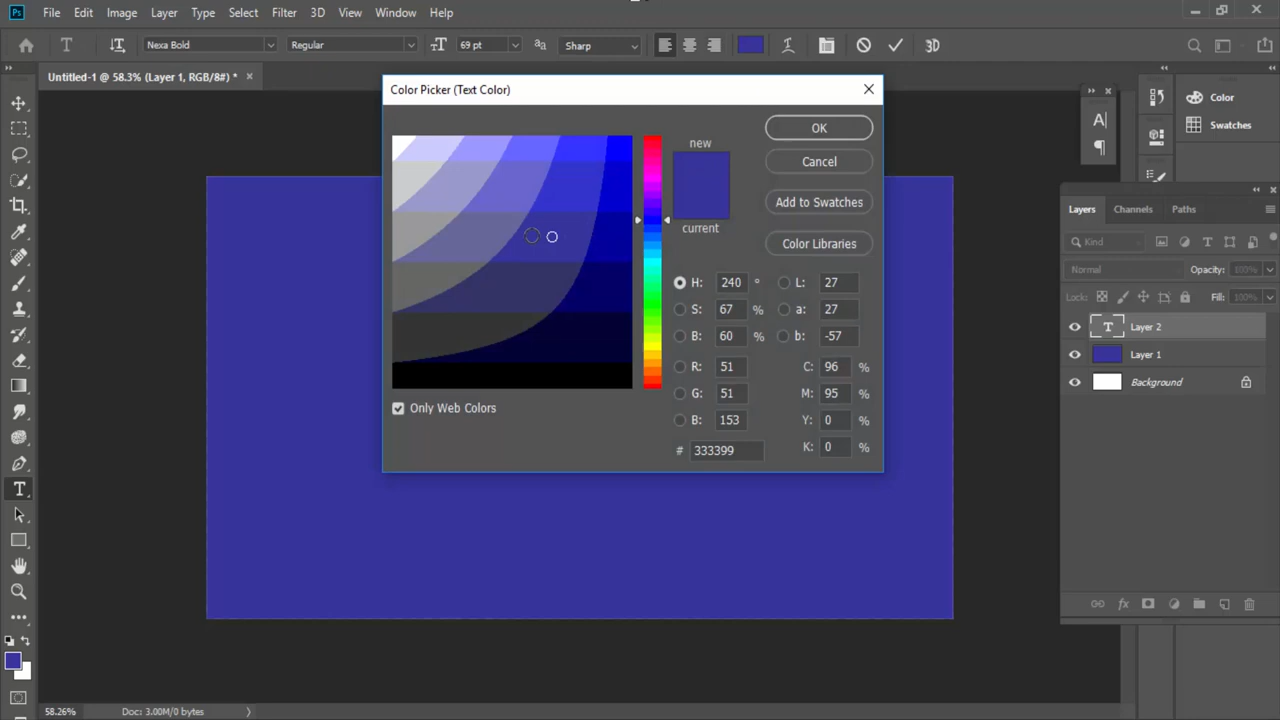 Ps File Edit Image Layer Type Select Filter 3D View Window Help
T Nexa Bold Regular 69 pt Sharp 3D
Untitled-1 @ 58.3% (Layer 1, RGB/8#) * ×
Color Picker (Text Color)
new
current
OK
Cancel
Add to Swatches
Color Libraries
H: 240 ° L: 27
S: 67 % a: 27
B: 60 % b: -57
R: 51 C: 96 %
G: 51 M: 95 %
B: 153 Y: 0 %
# 333399 K: 0 %
Only Web Colors
Color
Swatches
Layers Channels Paths
Kind
Normal Opacity: 100%
Lock: Fill: 100%
T Layer 2
Layer 1
Background
fx
58.26% Doc: 3.00M/0 bytes